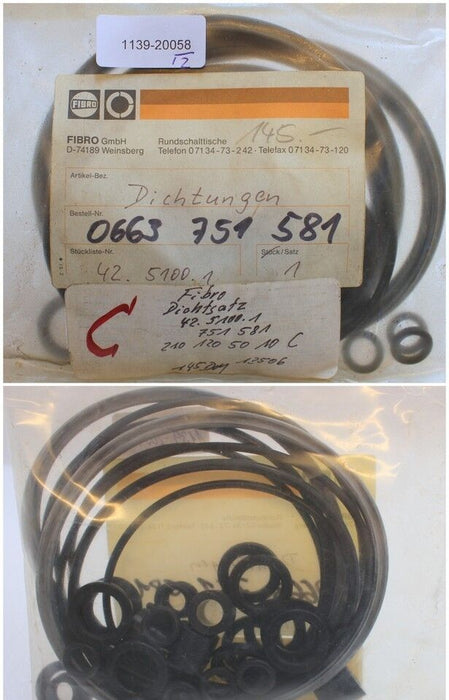 1139-20058
12
FIBRO
145.-
FIBRO GmbH
D-74189 Weinsberg
Rundschalttische
Telefon 07134-73-242 · Telefax 07134-73-120
Artikel-Bez.
Dichtungen
Bestell-Nr.
0663 751 581
Stückliste-Nr.
Stück/Satz
42.5100.1
1
C
Fibro
Dichtsatz
42.5100.1
751 581
210 120 50 10 C
12506